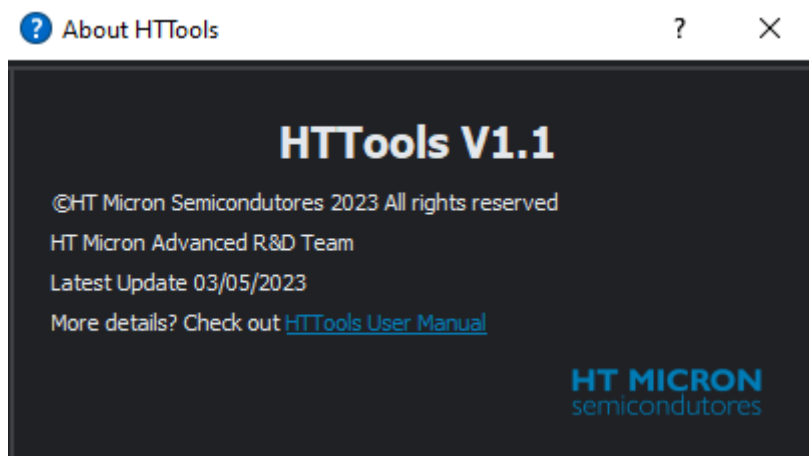 About HTTools
HTTools V1.1
©HT Micron Semicondutores 2023 All rights reserved
HT Micron Advanced R&D Team
Latest Update 03/05/2023
More details? Check out HTTools User Manual
HT MICRON
semicondutores